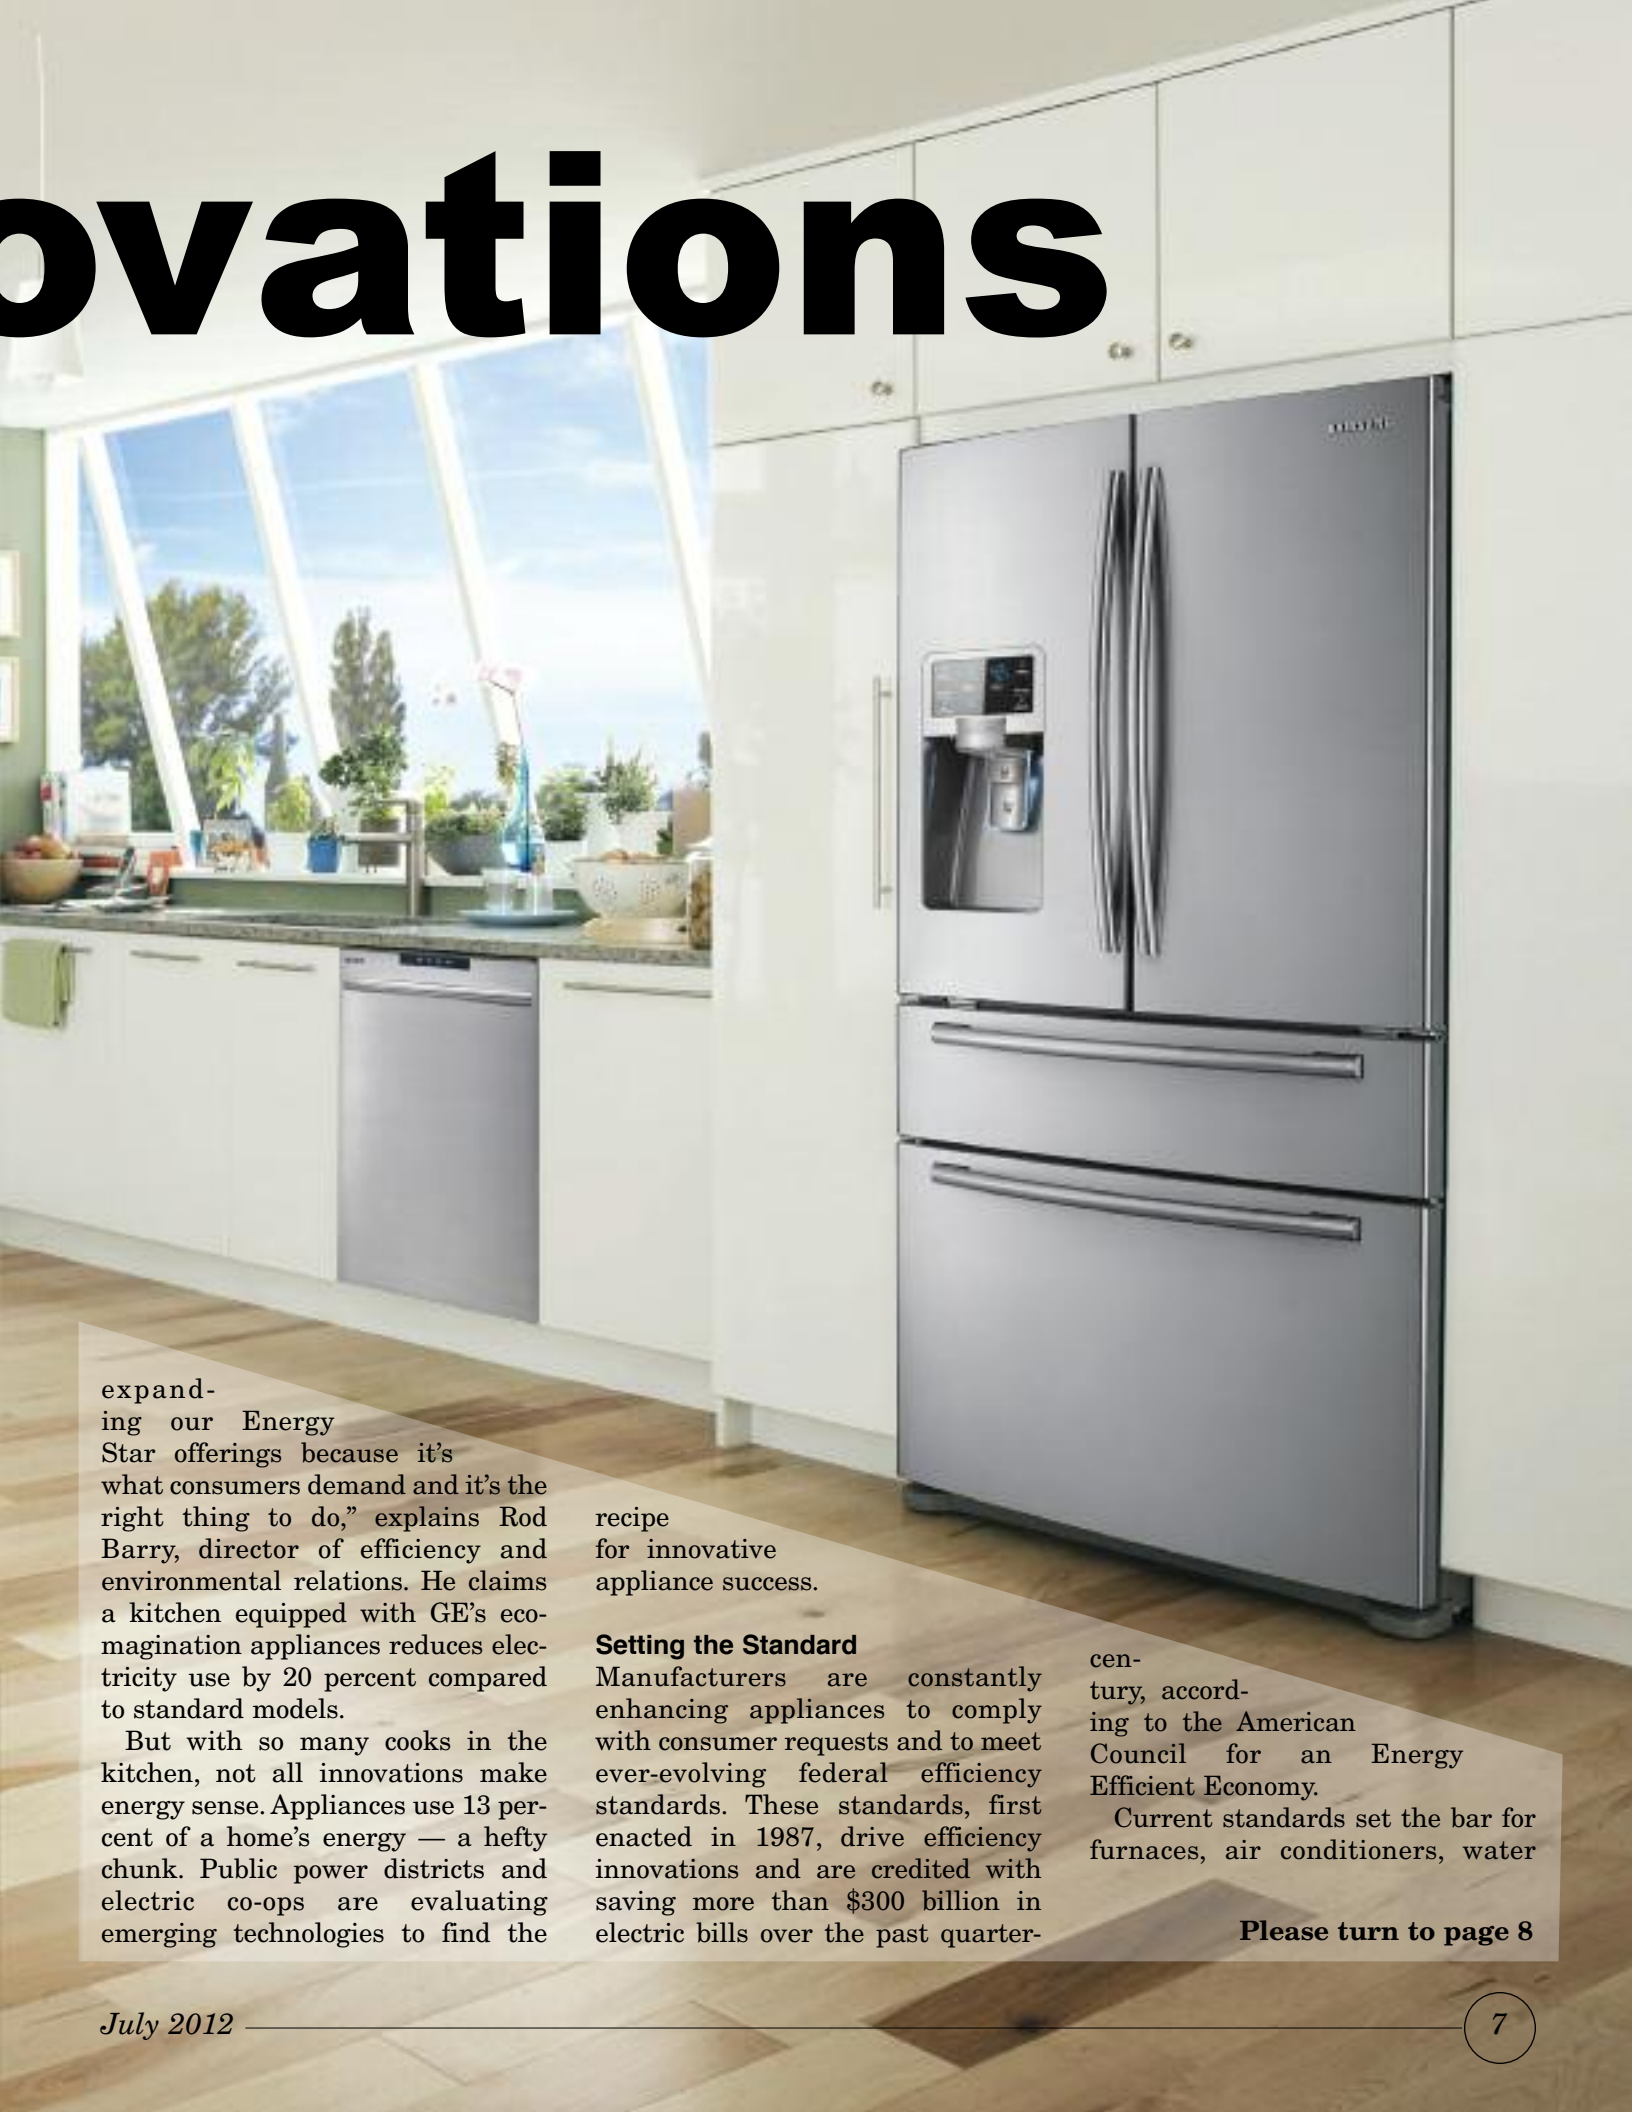 ovations
expand-
ing our Energy
Star offerings because it's
what consumers demand and it's the
right thing to do,” explains Rod
Barry, director of efficiency and
environmental relations. He claims
a kitchen equipped with GE's eco-
magination appliances reduces elec-
tricity use by 20 percent compared
to standard models.
But with so many cooks in the
kitchen, not all innovations make
energy sense. Appliances use 13 per-
cent of a home's energy — a hefty
chunk. Public power districts and
electric co-ops are evaluating
emerging technologies to find the
recipe
for innovative
appliance success.
Setting the Standard
Manufacturers are constantly
enhancing appliances to comply
with consumer requests and to meet
ever-evolving federal efficiency
standards. These standards, first
enacted in 1987, drive efficiency
innovations and are credited with
saving more than $300 billion in
electric bills over the past quarter-
cen-
tury, accord-
ing to the American
Council for an Energy
Efficient Economy.
Current standards set the bar for
furnaces, air conditioners, water
Please turn to page 8
July 2012
7